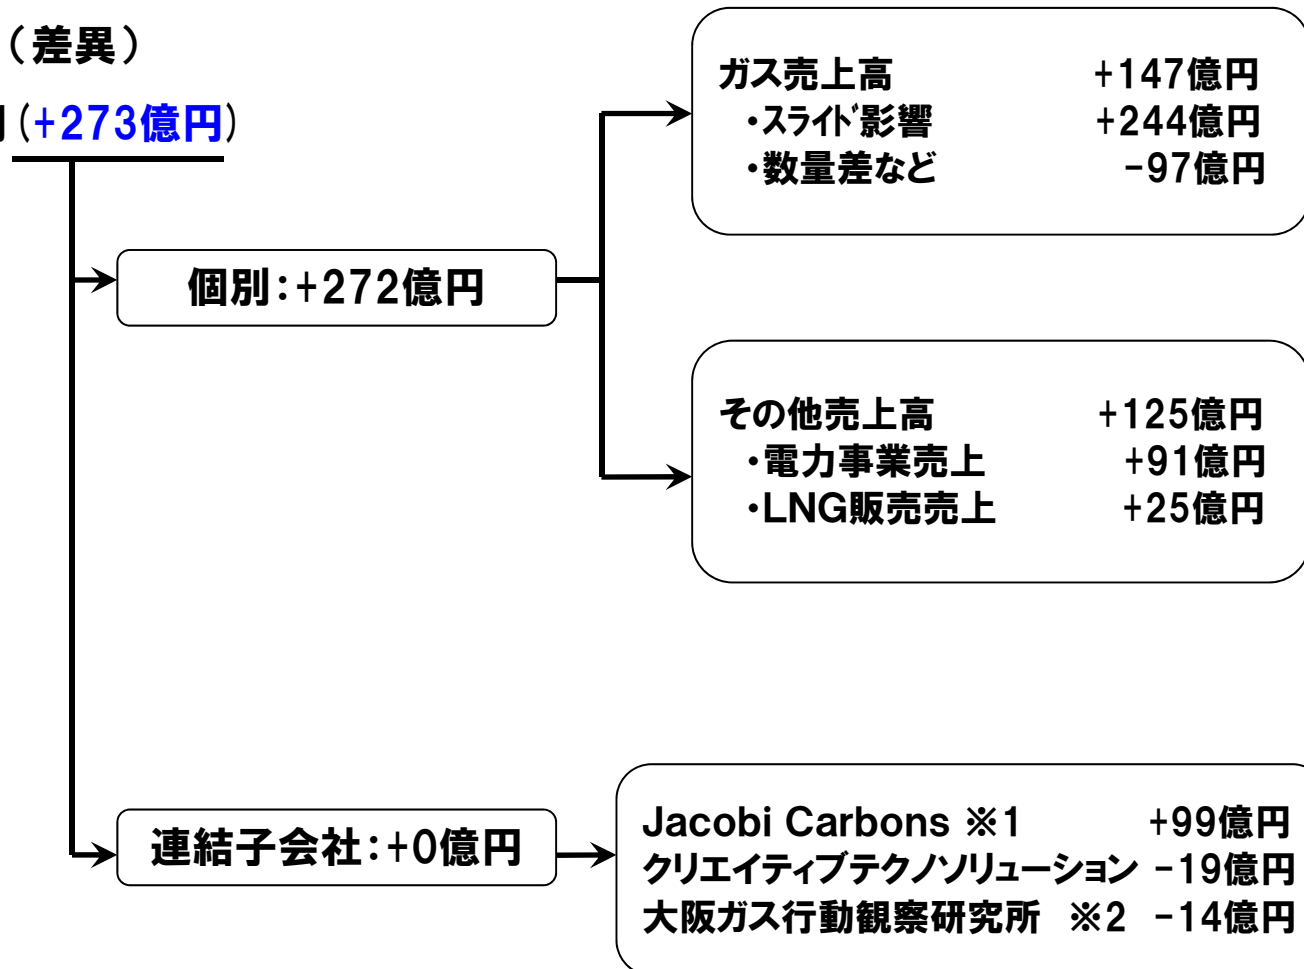 (差異)
(+273億円)
ガス売上高 +147億円
・スライド影響 +244億円
・数量差など -97億円
個別:+272億円
その他売上高 +125億円
・電力事業売上 +91億円
・LNG販売売上 +25億円
連結子会社:+0億円
Jacobi Carbons ※1 +99億円
クリエイティブテクノソリューション -19億円
大阪ガス行動観察研究所 ※2 -14億円